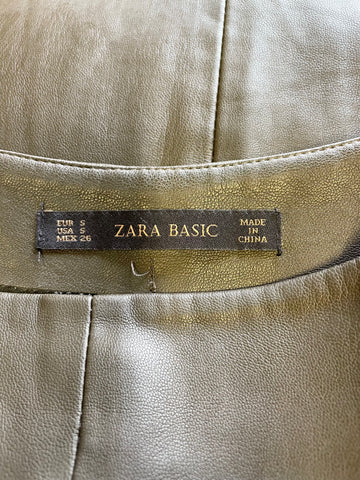 EUR S
USA S
MEX 26
ZARA BASIC
MADE
IN
CHINA